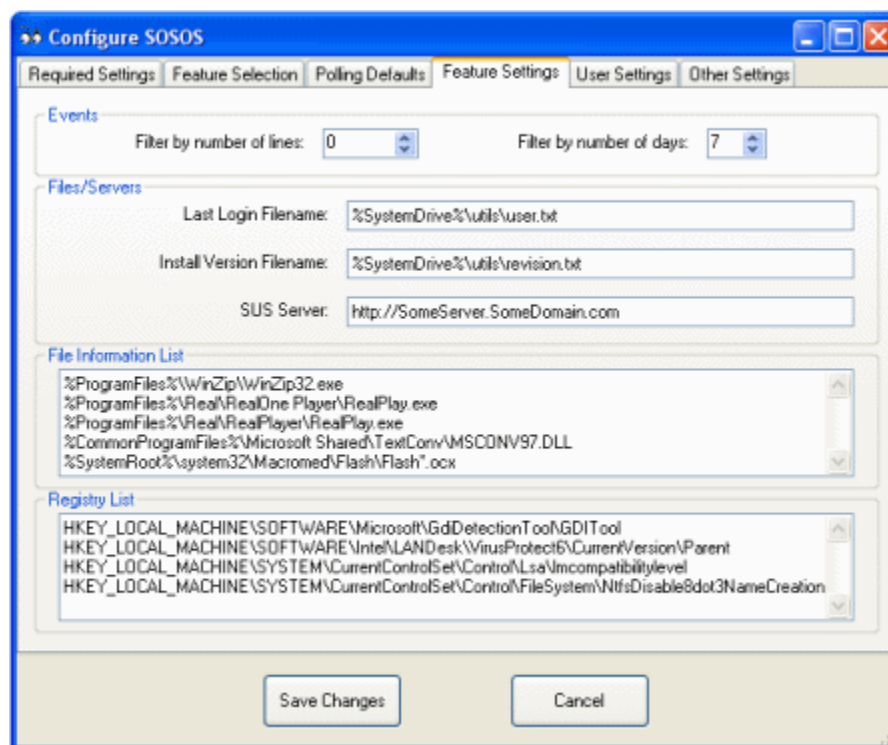 Configure SOSOS
Required Settings Feature Selection Polling Defaults Feature Settings User Settings Other Settings
Events
Filter by number of lines: 0 Filter by number of days: 7
Files/Servers
Last Login Filename: %SystemDrive%\utils\user.txt
Install Version Filename: %SystemDrive%\utils\revision.txt
SUS Server: http://SomeServer.SomeDomain.com
File Information List
%ProgramFiles%\WinZip\WinZip32.exe
%ProgramFiles%\Real\RealOne Player\RealPlay.exe
%ProgramFiles%\Real\RealPlayer\RealPlay.exe
%CommonProgramFiles%\Microsoft Shared\TextConv\MSCONV97.DLL
%SystemRoot%\system32\Macromed\Flash\Flash*.ocx
Registry List
HKEY_LOCAL_MACHINE\SOFTWARE\Microsoft\GdiDetectionTool\GDITool
HKEY_LOCAL_MACHINE\SOFTWARE\Intel\LANDesk\VirusProtect6\CurrentVersion\Parent
HKEY_LOCAL_MACHINE\SYSTEM\CurrentControlSet\Control\Lsa\lmcompatibilitylevel
HKEY_LOCAL_MACHINE\SYSTEM\CurrentControlSet\Control\FileSystem\NtfsDisable8dot3NameCreation
Save Changes Cancel